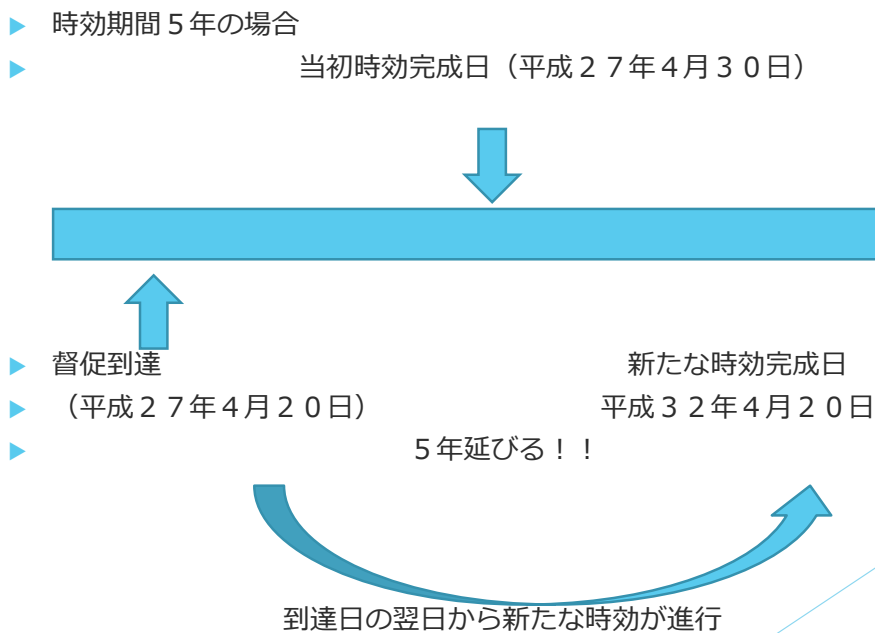 時効期間５年の場合
当初時効完成日（平成２７年４月３０日）
督促到達 新たな時効完成日
（平成２７年４月２０日） 平成３２年４月２０日
５年延びる！！
到達日の翌日から新たな時効が進行